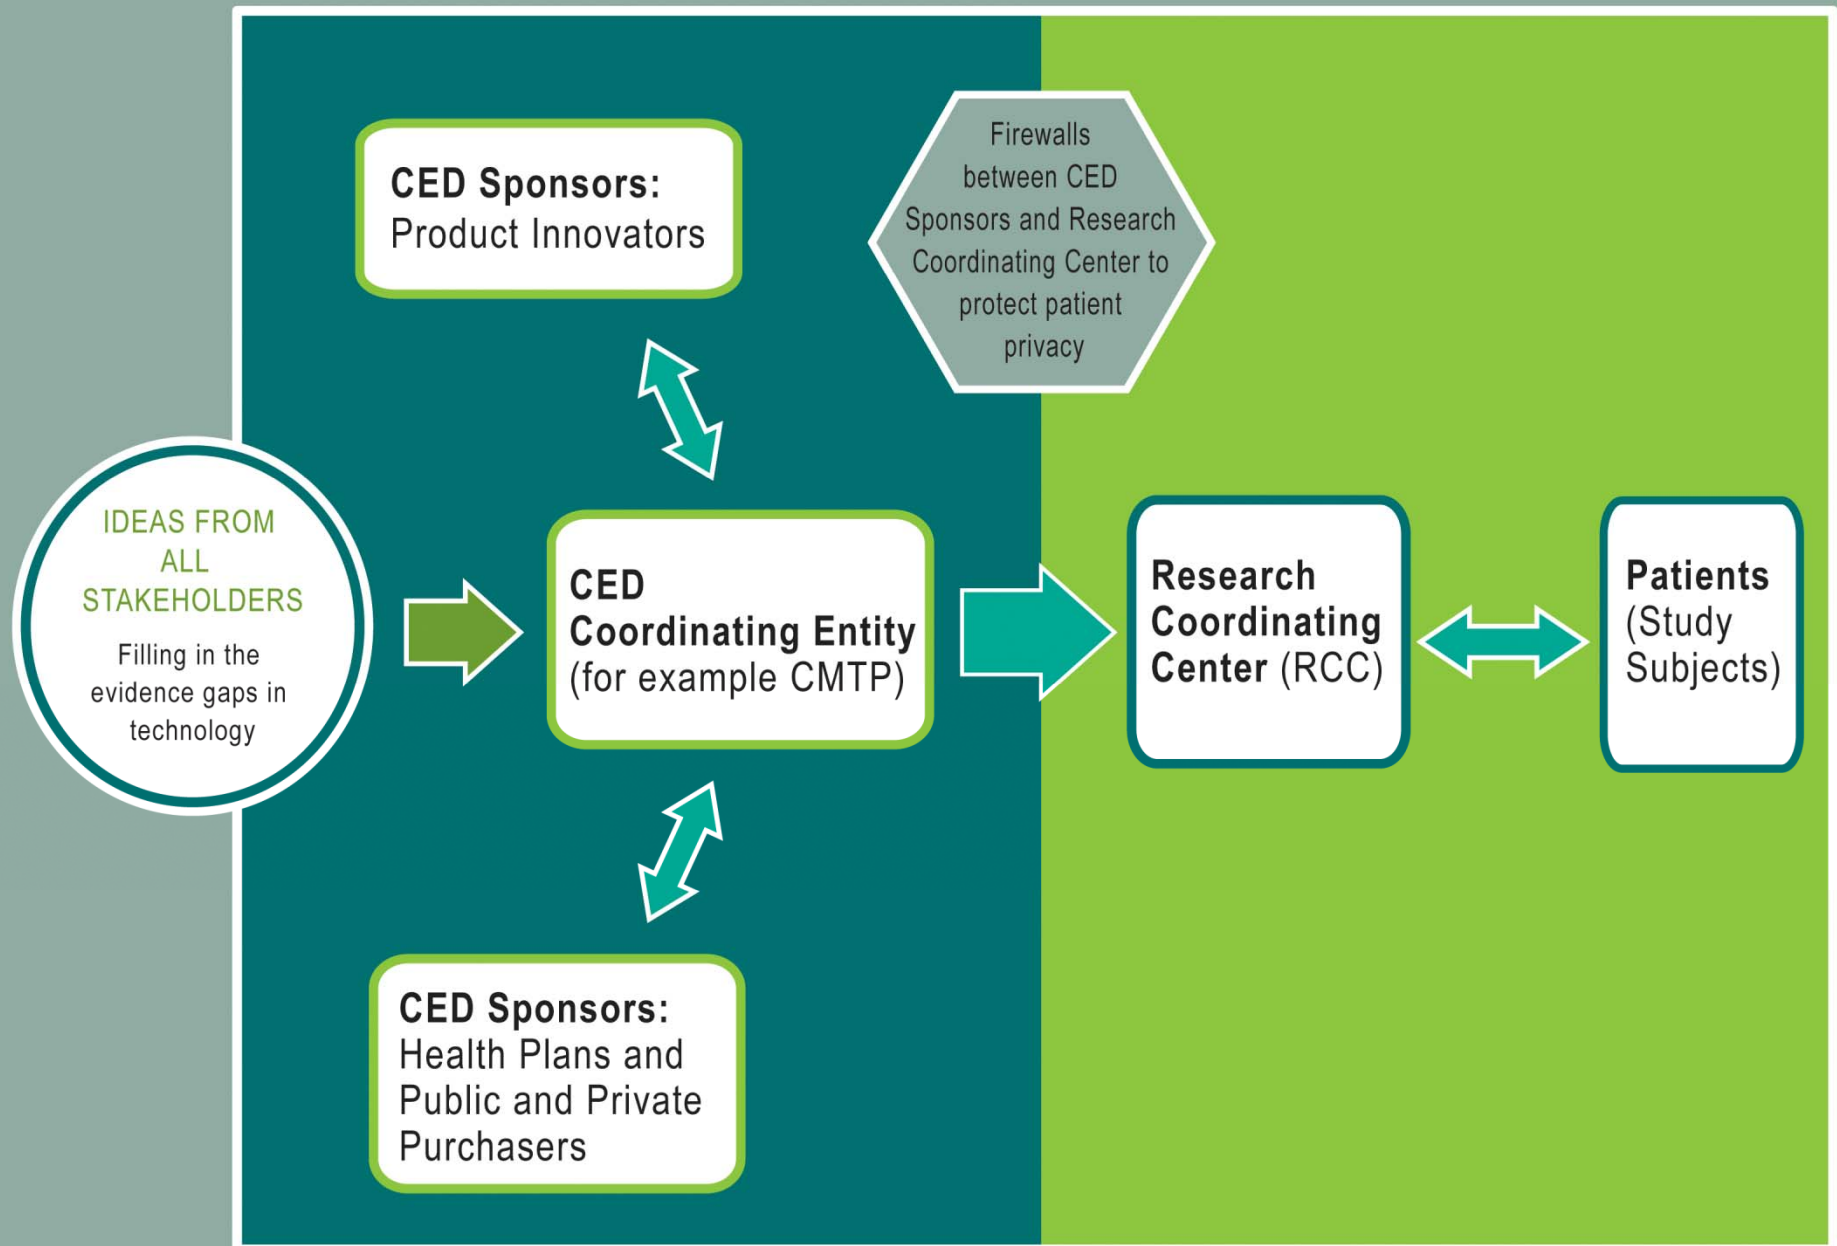 CED Sponsors:
Product Innovators
Firewalls
between CED
Sponsors and Research
Coordinating Center to
protect patient
privacy
IDEAS FROM
ALL
STAKEHOLDERS
Filling in the
evidence gaps in
technology
CED
Coordinating Entity
(for example CMTP)
Research
Coordinating
Center (RCC)
Patients
(Study
Subjects)
CED Sponsors:
Health Plans and
Public and Private
Purchasers